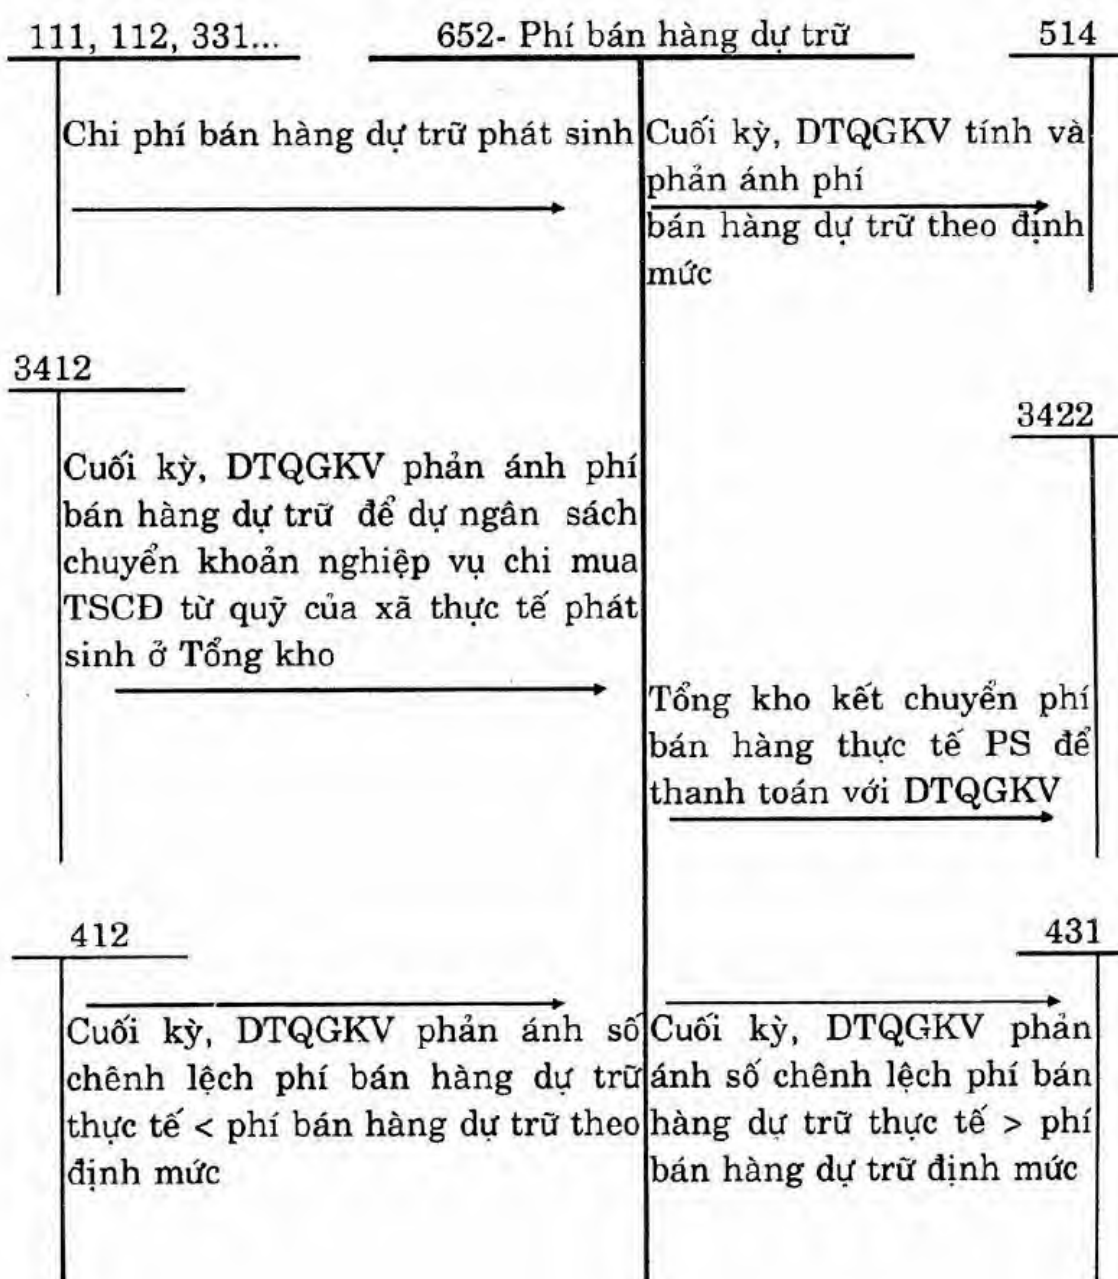 111, 112, 331...
652- Phí bán hàng dự trữ
514
Chi phí bán hàng dự trữ phát sinh
Cuối kỳ, DTQGKV tính và
phản ánh phí
bán hàng dự trữ theo định
mức
3412
3422
Cuối kỳ, DTQGKV phản ánh phí
bán hàng dự trữ để dự ngân sách
chuyển khoản nghiệp vụ chi mua
TSCĐ từ quỹ của xã thực tế phát
sinh ở Tổng kho
Tổng kho kết chuyển phí
bán hàng thực tế PS để
thanh toán với DTQGKV
412
431
Cuối kỳ, DTQGKV phản ánh số
chênh lệch phí bán hàng dự trữ
thực tế < phí bán hàng dự trữ theo
định mức
Cuối kỳ, DTQGKV phản
ánh số chênh lệch phí bán
hàng dự trữ thực tế > phí
bán hàng dự trữ định mức